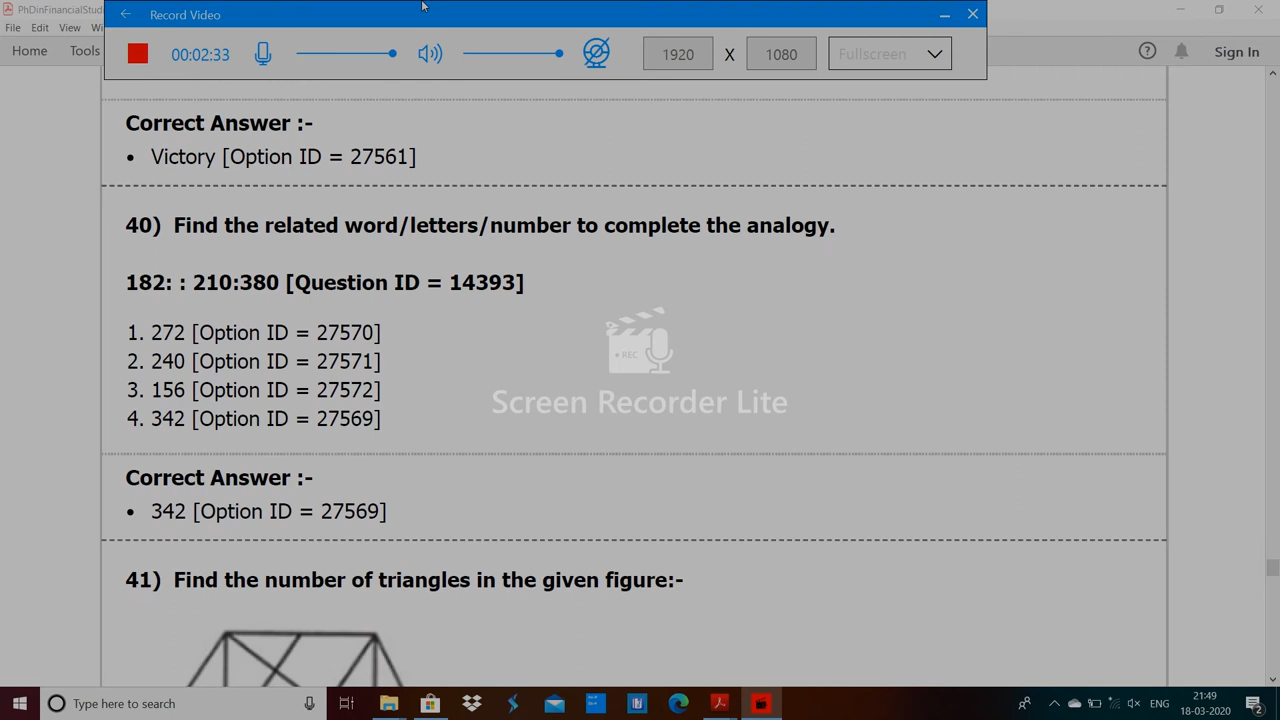 PhDinFinancialStud
Record Video
File Edit View
00:02:33
1920 X 1080
Fullscreen
Home Tools
Sign In
Correct Answer :-
• Victory [Option ID = 27561]
40) Find the related word/letters/number to complete the analogy.
182: : 210:380 [Question ID = 14393]
1. 272 [Option ID = 27570]
2. 240 [Option ID = 27571]
3. 156 [Option ID = 27572]
4. 342 [Option ID = 27569]
• REC
Screen Recorder Lite
Correct Answer :-
• 342 [Option ID = 27569]
41) Find the number of triangles in the given figure:-
Type here to search
ENG
21:49
18-03-2020
2